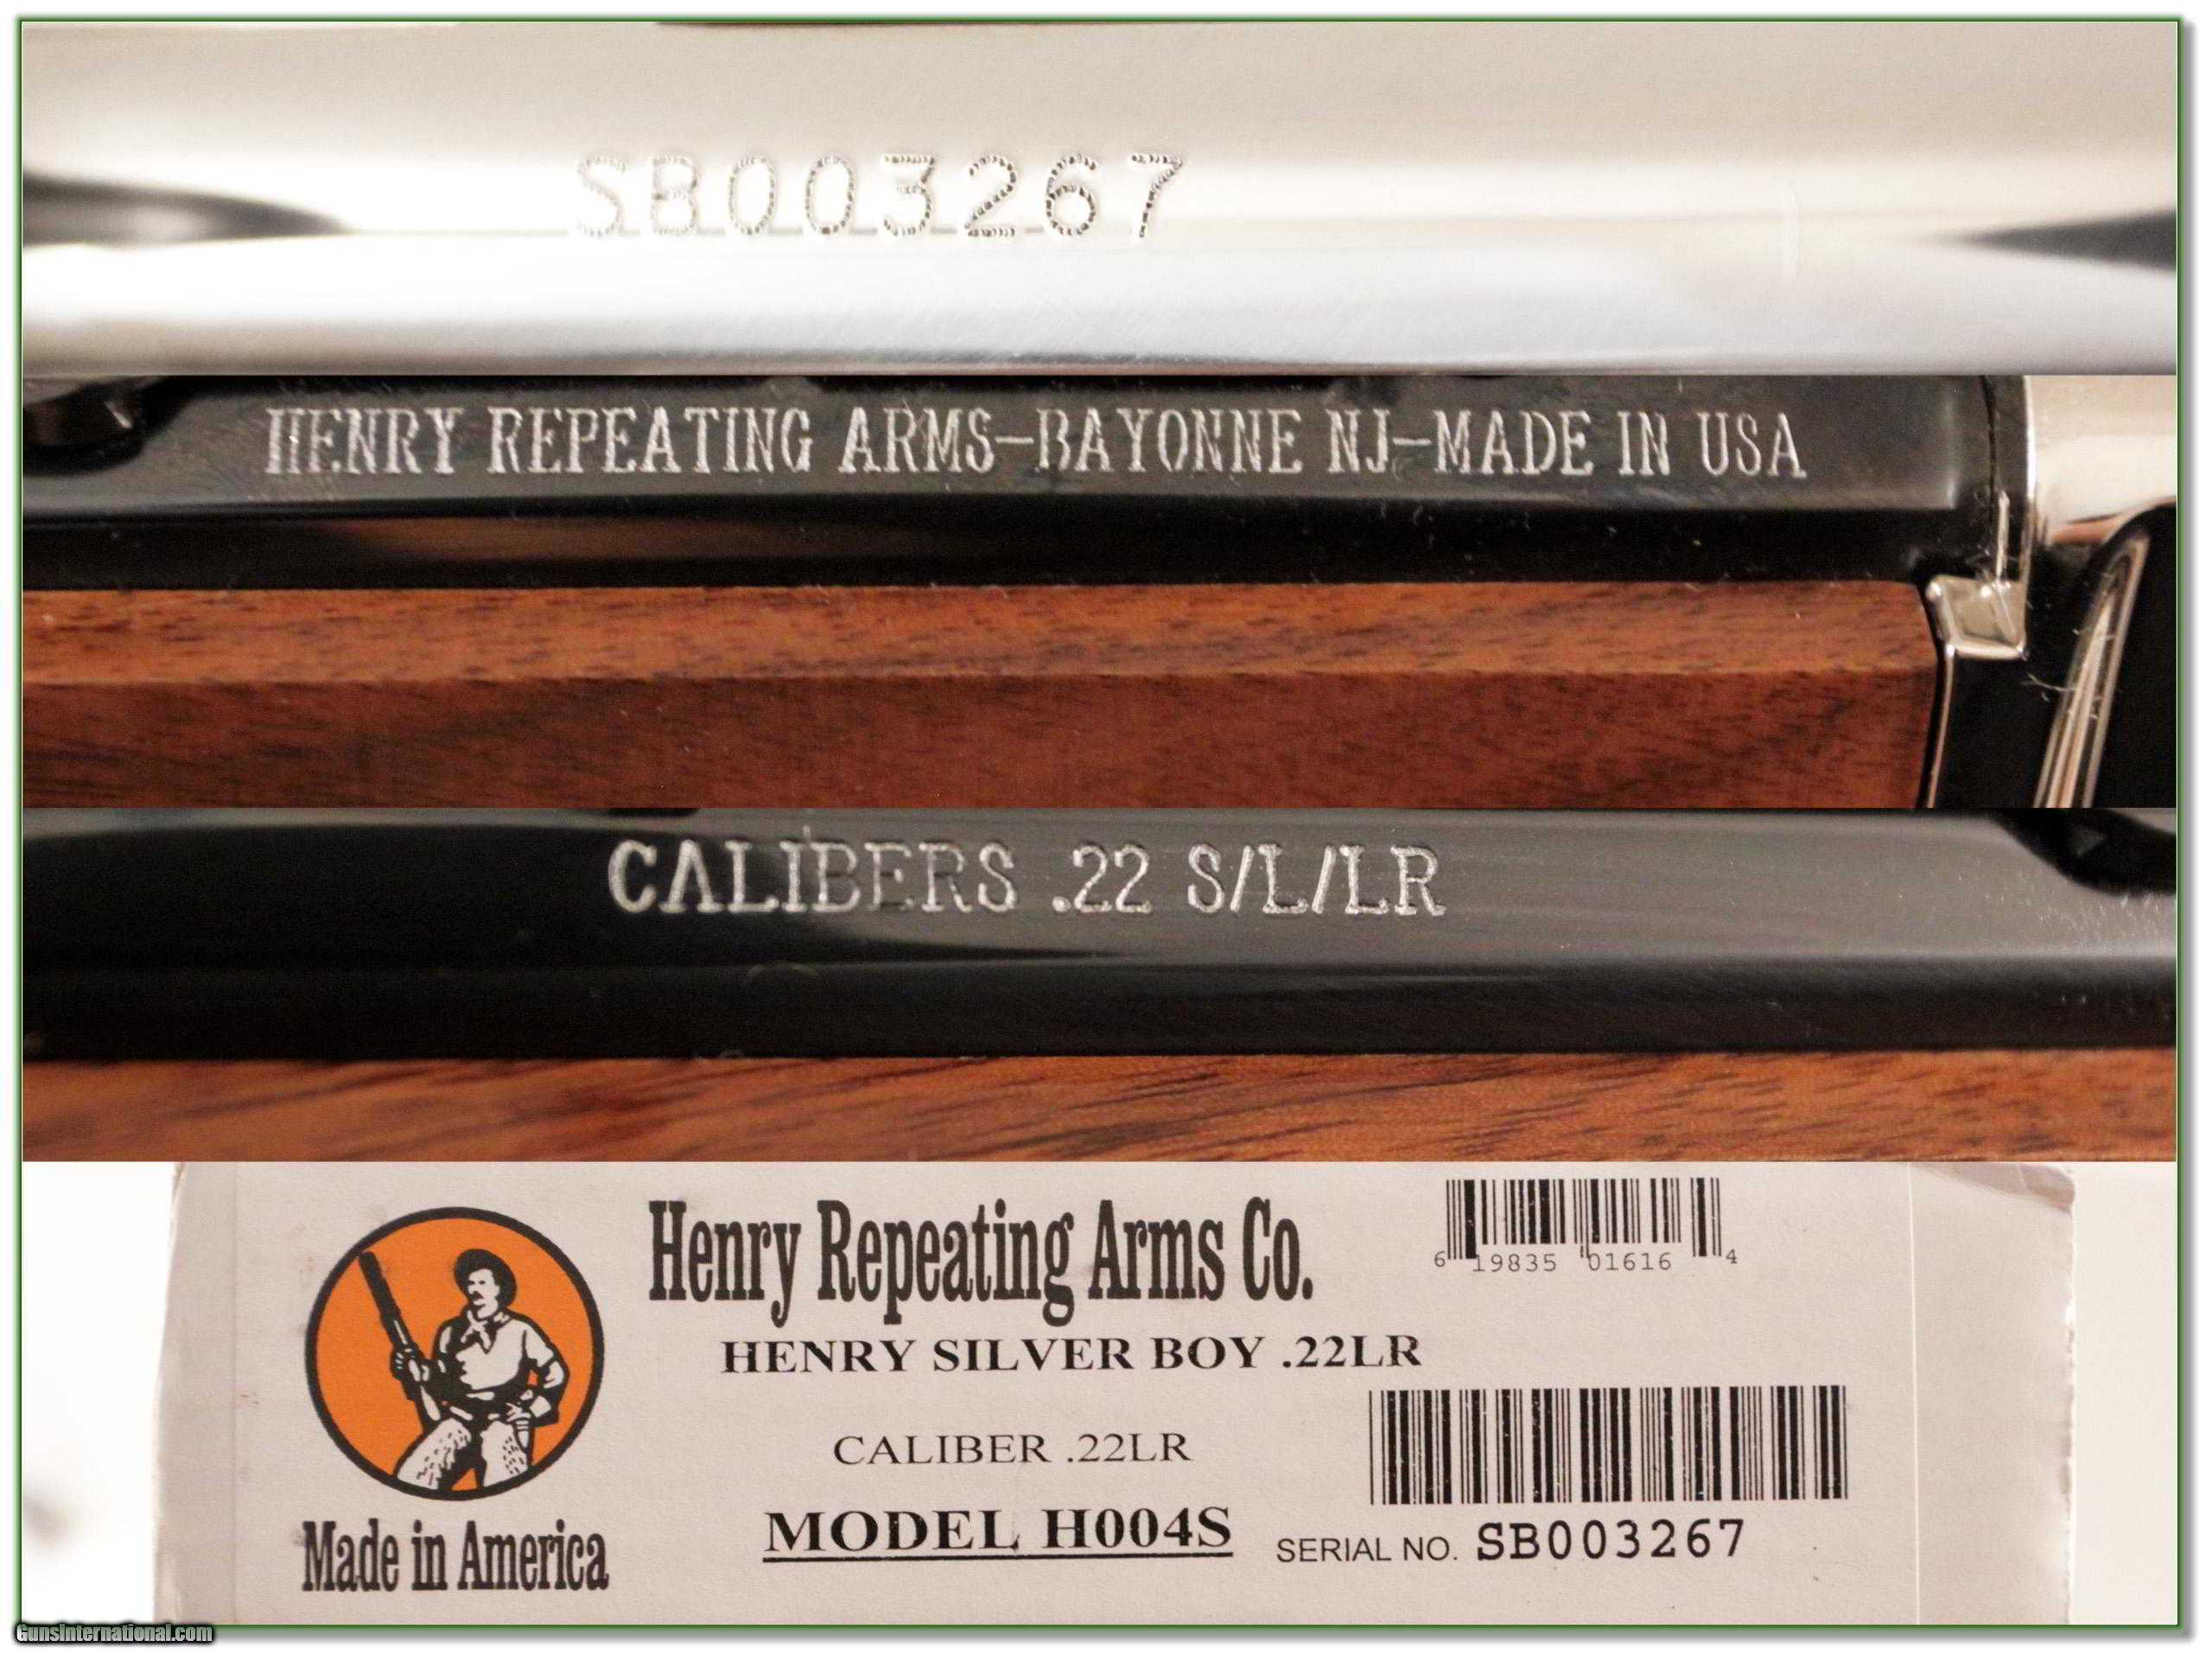 SB003267
HENRY REPEATING ARMS-BAYONNE NJ-MADE IN USA
CALIBERS .22 S/L/LR
Henry Repeating Arms Co.
6 19835 01616 4
HENRY SILVER BOY .22LR
CALIBER .22LR
MODEL H004S
SERIAL NO. SB003267
Made in America
GunsInternational.com